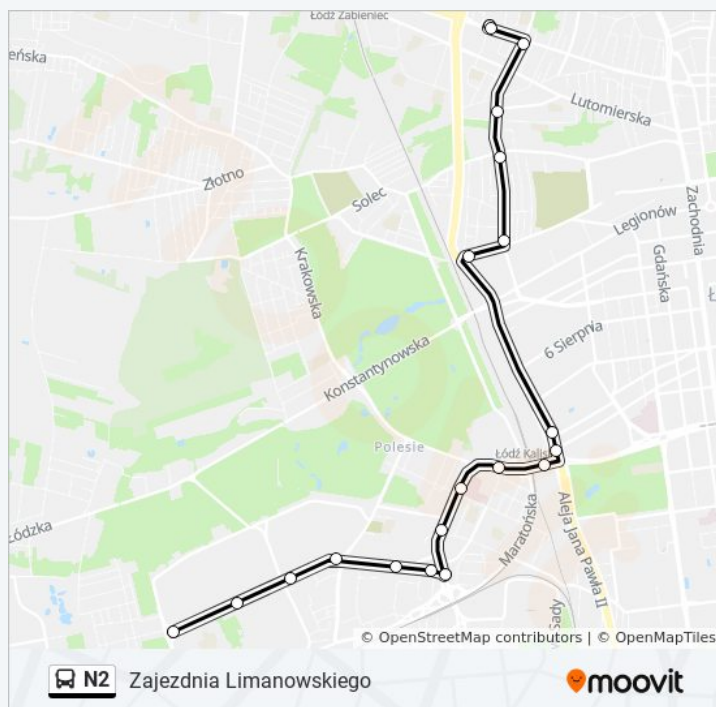 Łódź Żabieniec
eńska
Lutomierska
Złotno
Solec
Zachodnia
Legionów
Gdańska
Krakowska
6 Sierpnia
Konstantynowska
Polesie
Łódź Kalis
Maratońska
Łódzka
Aleja Jana Pawła II
© OpenStreetMap contributors | © OpenMapTiles
N2 Zajezdnia Limanowskiego
moovit